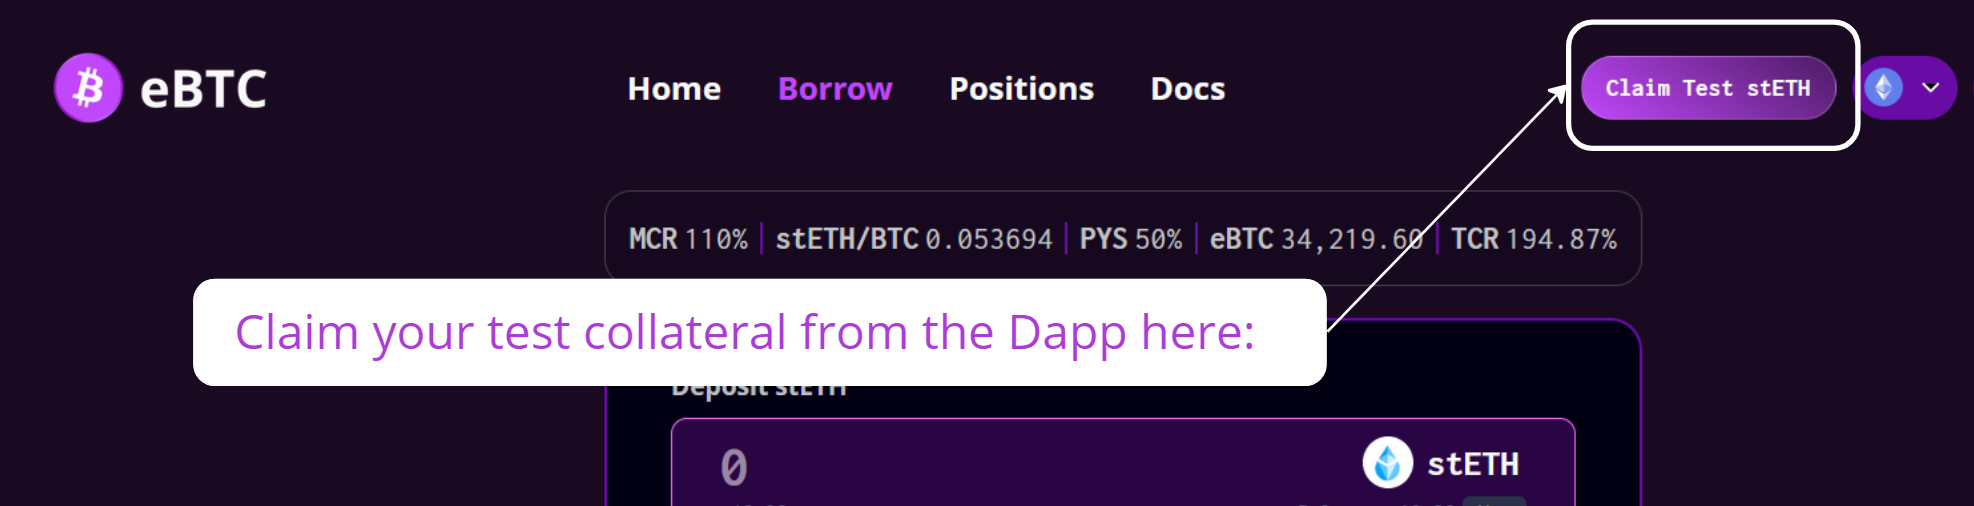 eBTC Home Borrow Positions Docs Claim Test stETH
MCR 110% | stETH/BTC 0.053694 | PYS 50% | eBTC 34,219.60 | TCR 194.87%
Claim your test collateral from the Dapp here:
Deposit stETH
0 stETH